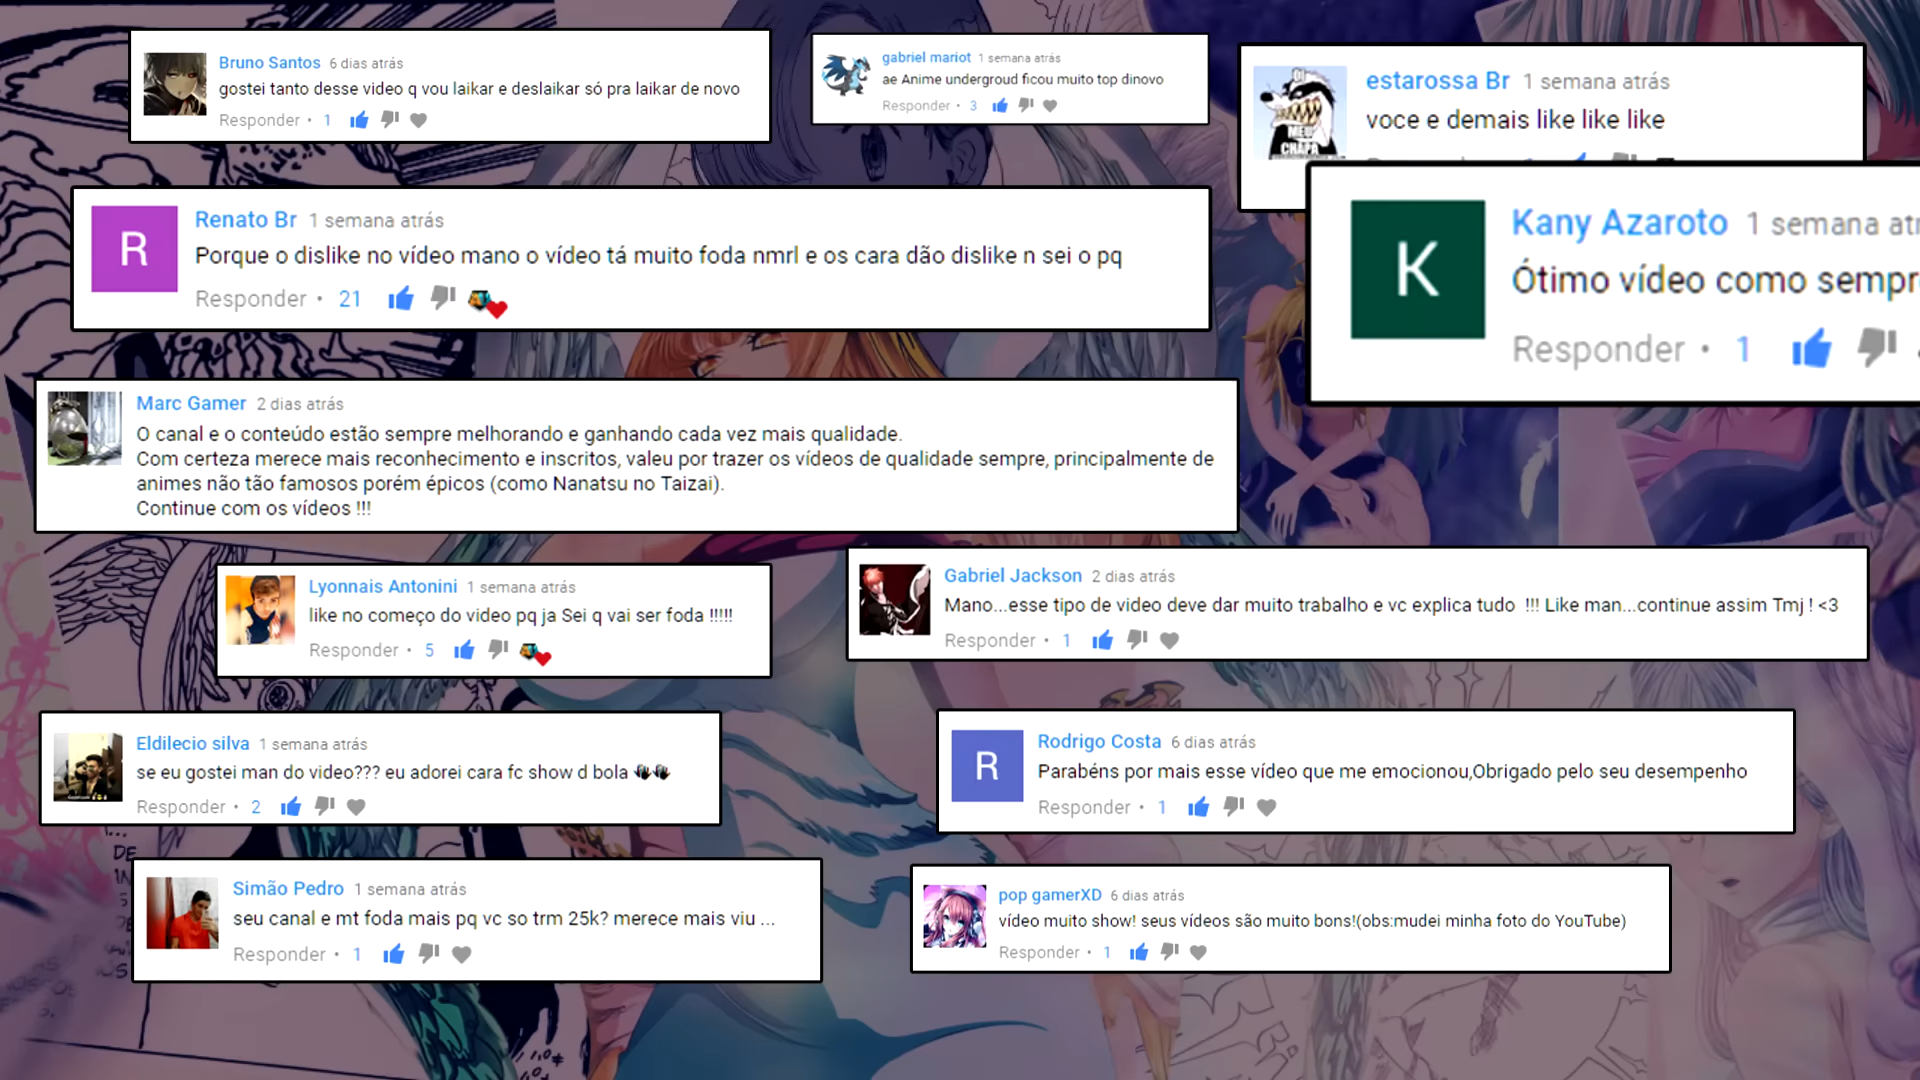 Bruno Santos 6 dias atrás
gostei tanto desse video q vou laikar e deslaikar só pra laikar de novo
Responder • 1
gabriel mariot 1 semana atrás
ae Anime undergroud ficou muito top dinovo
Responder • 3
OI
MEU
CHAPA
estarossa Br 1 semana atrás
voce e demais like like like
R
Renato Br 1 semana atrás
Porque o dislike no vídeo mano o vídeo tá muito foda nmrl e os cara dão dislike n sei o pq
Responder • 21
K
Kany Azaroto 1 semana atr
Ótimo vídeo como sempr
Responder • 1
Marc Gamer 2 dias atrás
O canal e o conteúdo estão sempre melhorando e ganhando cada vez mais qualidade.
Com certeza merece mais reconhecimento e inscritos, valeu por trazer os vídeos de qualidade sempre, principalmente de
animes não tão famosos porém épicos (como Nanatsu no Taizai).
Continue com os vídeos !!!
Lyonnais Antonini 1 semana atrás
like no começo do video pq ja Sei q vai ser foda !!!!!
Responder • 5
Gabriel Jackson 2 dias atrás
Mano...esse tipo de video deve dar muito trabalho e vc explica tudo !!! Like man...continue assim Tmj ! <3
Responder • 1
Eldilecio silva 1 semana atrás
se eu gostei man do video??? eu adorei cara fc show d bola 👐👐
Responder • 2
R
Rodrigo Costa 6 dias atrás
Parabéns por mais esse vídeo que me emocionou,Obrigado pelo seu desempenho
Responder • 1
DE
Simão Pedro 1 semana atrás
seu canal e mt foda mais pq vc so trm 25k? merece mais viu ...
Responder • 1
pop gamerXD 6 dias atrás
vídeo muito show! seus vídeos são muito bons!(obs:mudei minha foto do YouTube)
Responder • 1